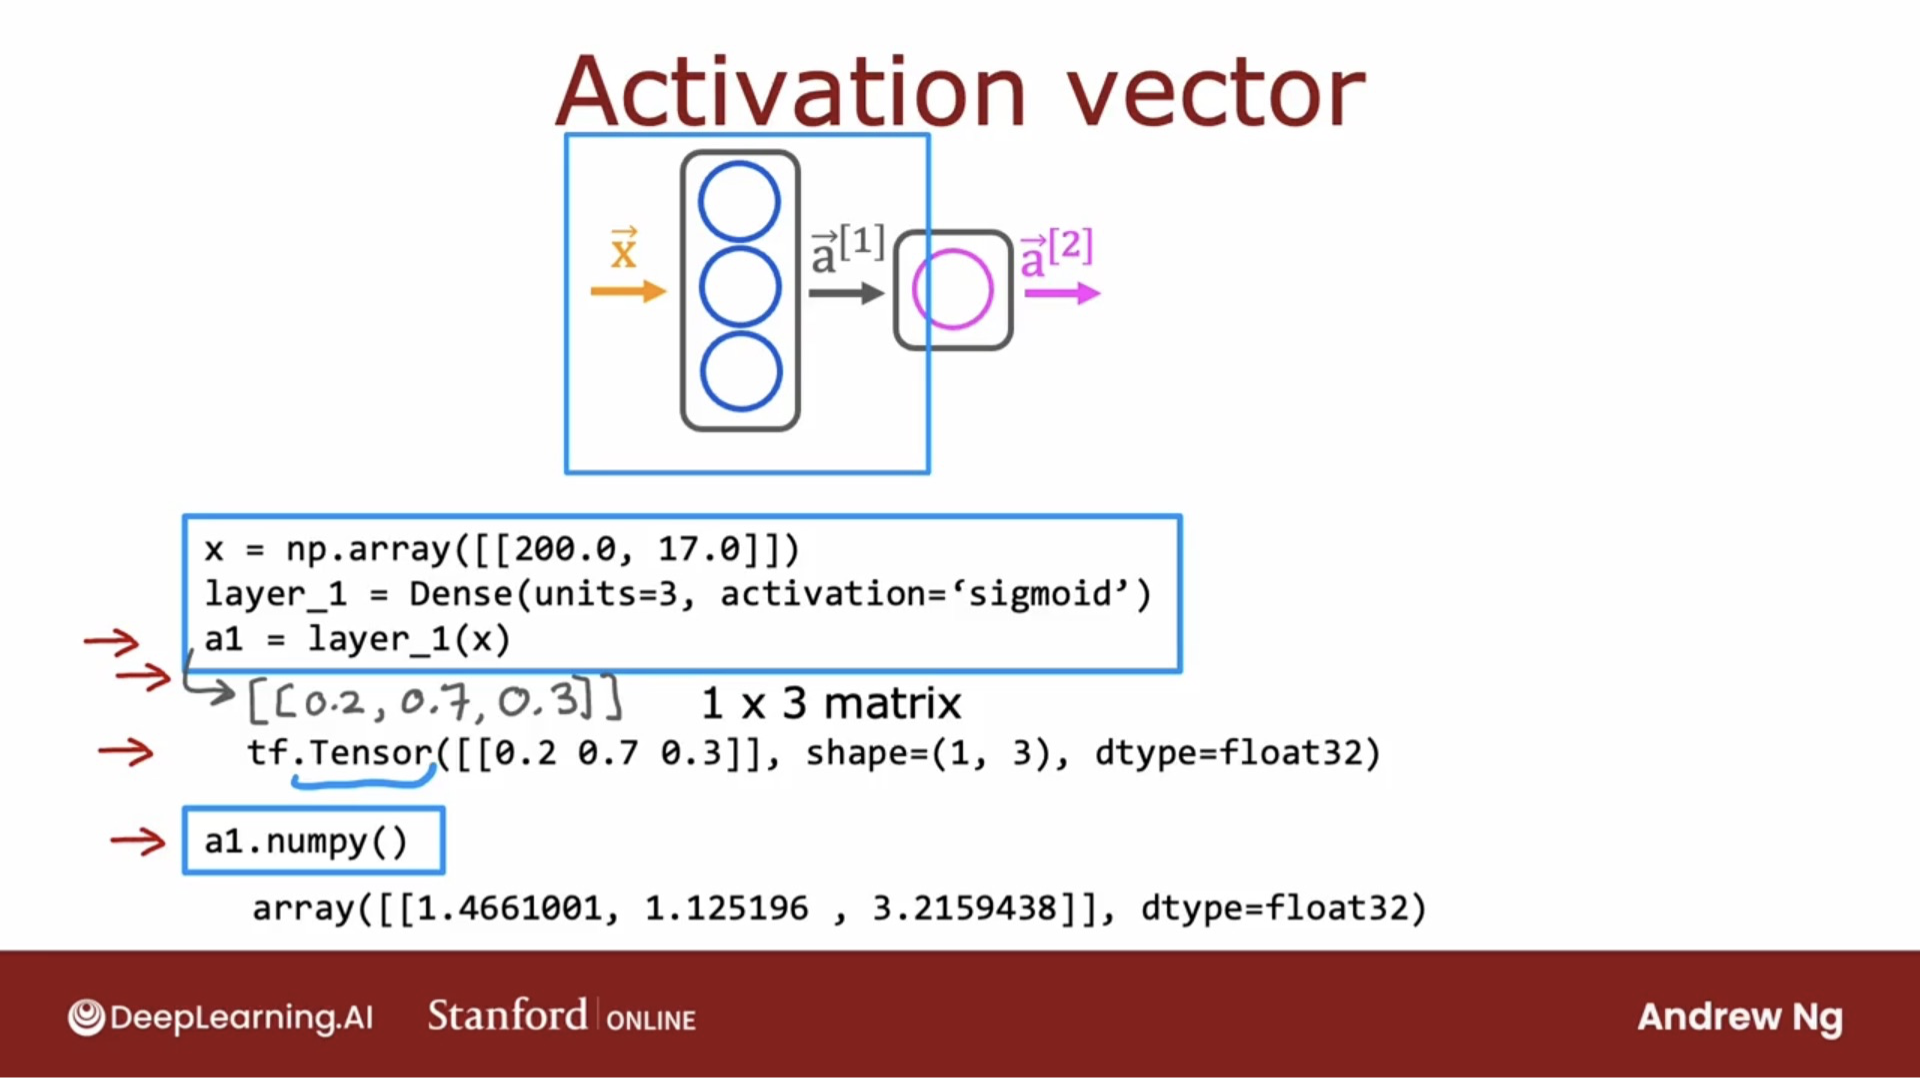 Activation vector
x⃗
a⃗[1]
a⃗[2]
x = np.array([[200.0, 17.0]])
layer_1 = Dense(units=3, activation=‘sigmoid’)
a1 = layer_1(x)
[[0.2, 0.7, 0.3]] 1 x 3 matrix
tf.Tensor([[0.2 0.7 0.3]], shape=(1, 3), dtype=float32)
a1.numpy()
array([[1.4661001, 1.125196 , 3.2159438]], dtype=float32)
DeepLearning.AI Stanford ONLINE Andrew Ng